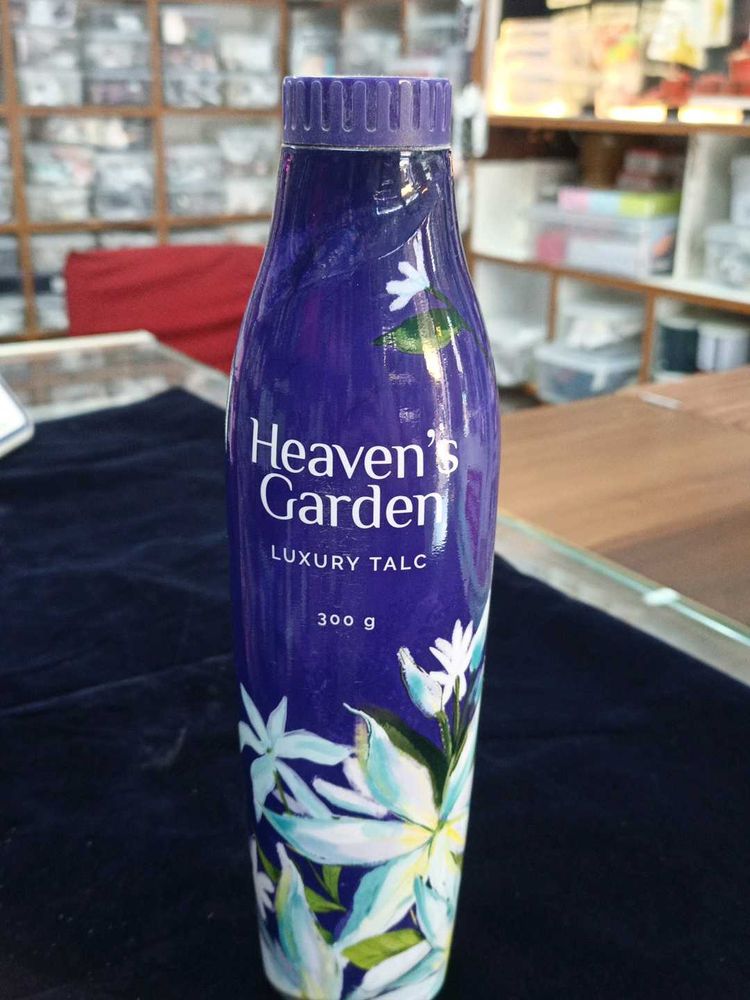 Heaven's
Garden
LUXURY TALC
300 g